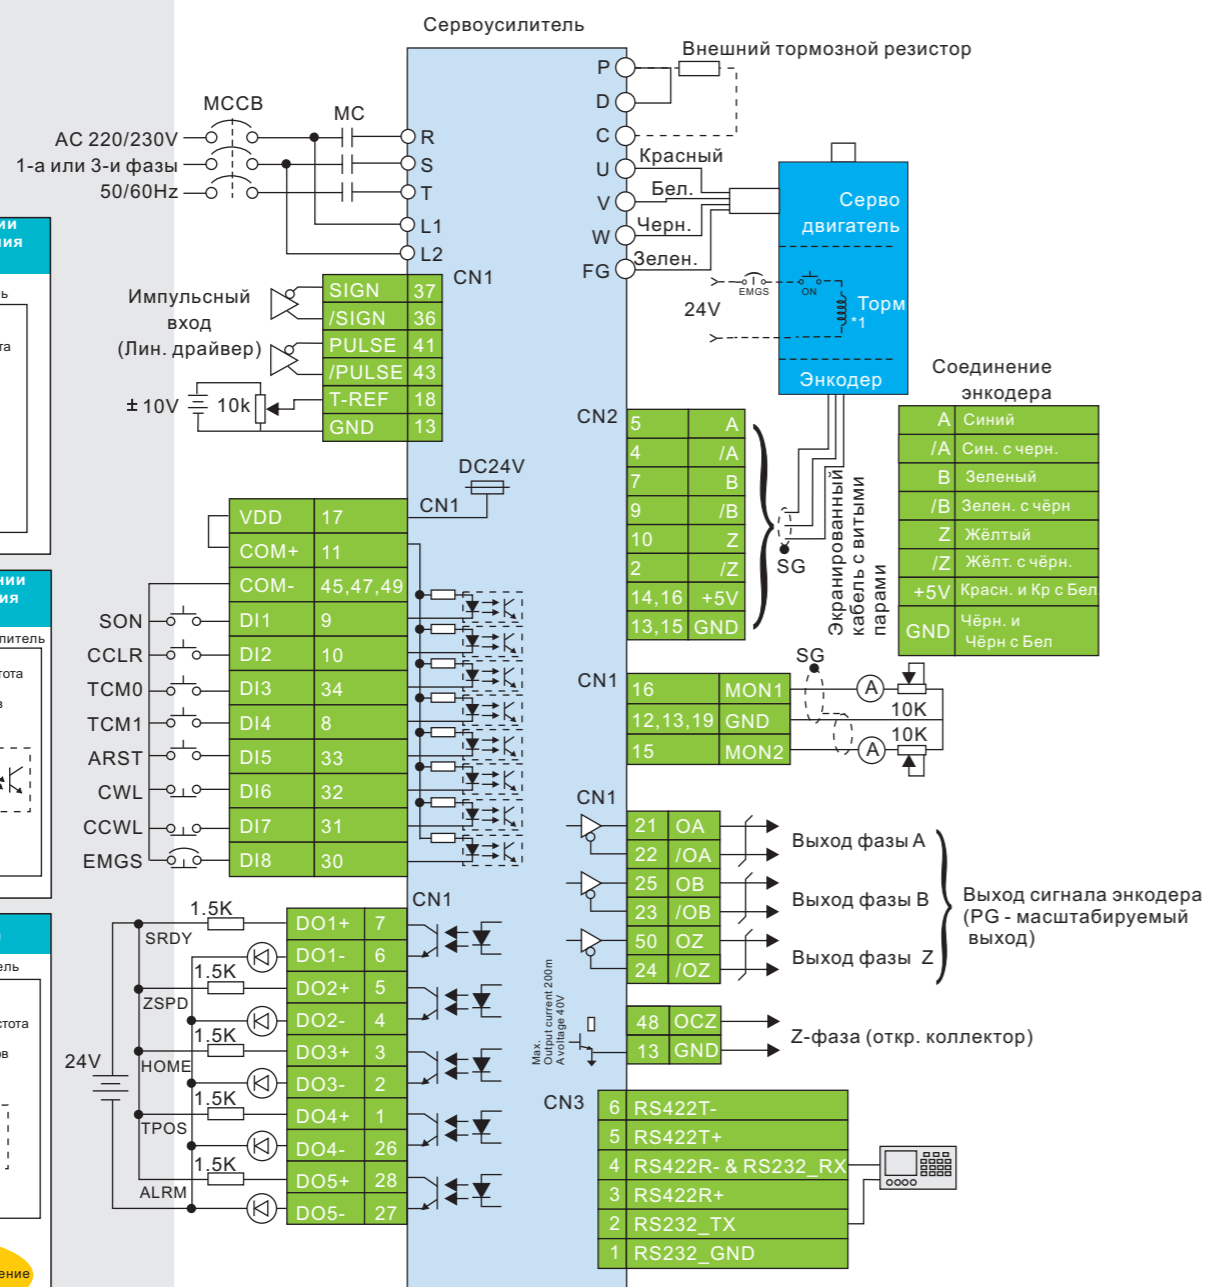 Сервоусилитель
Внешний тормозной резистор
MCCB
MC
AC 220/230V
1-а или 3-и фазы
50/60Hz
R
S
T
L1
L2
P
D
C
U
V
W
FG
Красный
Бел.
Черн.
Зелен.
Серво
двигатель
EMGS
ON
24V
Торм
*1
Энкодер
CN1
Импульсный
вход
(Лин. драйвер)
SIGN 37
/SIGN 36
PULSE 41
/PULSE 43
T-REF 18
GND 13
± 10V
10k
DC24V
CN1
VDD 17
COM+ 11
COM- 45,47,49
SON DI1 9
CCLR DI2 10
TCM0 DI3 34
TCM1 DI4 8
ARST DI5 33
CWL DI6 32
CCWL DI7 31
EMGS DI8 30
CN1
24V
1.5K DO1+ 7
SRDY
DO1- 6
1.5K DO2+ 5
ZSPD
DO2- 4
1.5K DO3+ 3
HOME
DO3- 2
1.5K DO4+ 1
TPOS
DO4- 26
1.5K DO5+ 28
ALRM
DO5- 27
CN2
5 A
4 /A
7 B
9 /B
10 Z
2 /Z
14,16 +5V
13,15 GND
SG
Экранированный
кабель с витыми
парами
Соединение
энкодера
A Синий
/A Син. с черн.
B Зеленый
/B Зелен. с чёрн
Z Жёлтый
/Z Жёлт. с чёрн.
+5V Красн. и Кр с Бел
GND Чёрн. и
Чёрн с Бел
CN1
16 MON1
12,13,19 GND
15 MON2
SG
A
10K
10K
A
CN1
21 OA
22 /OA
25 OB
23 /OB
50 OZ
24 /OZ
Выход фазы A
Выход фазы B
Выход фазы Z
Выход сигнала энкодера
(PG - масштабируемый
выход)
Max.
Output current 200m
A voltage 40V
48 OCZ
13 GND
Z-фаза (откр. коллектор)
CN3
6 RS422T-
5 RS422T+
4 RS422R- & RS232_RX
3 RS422R+
2 RS232_TX
1 RS232_GND